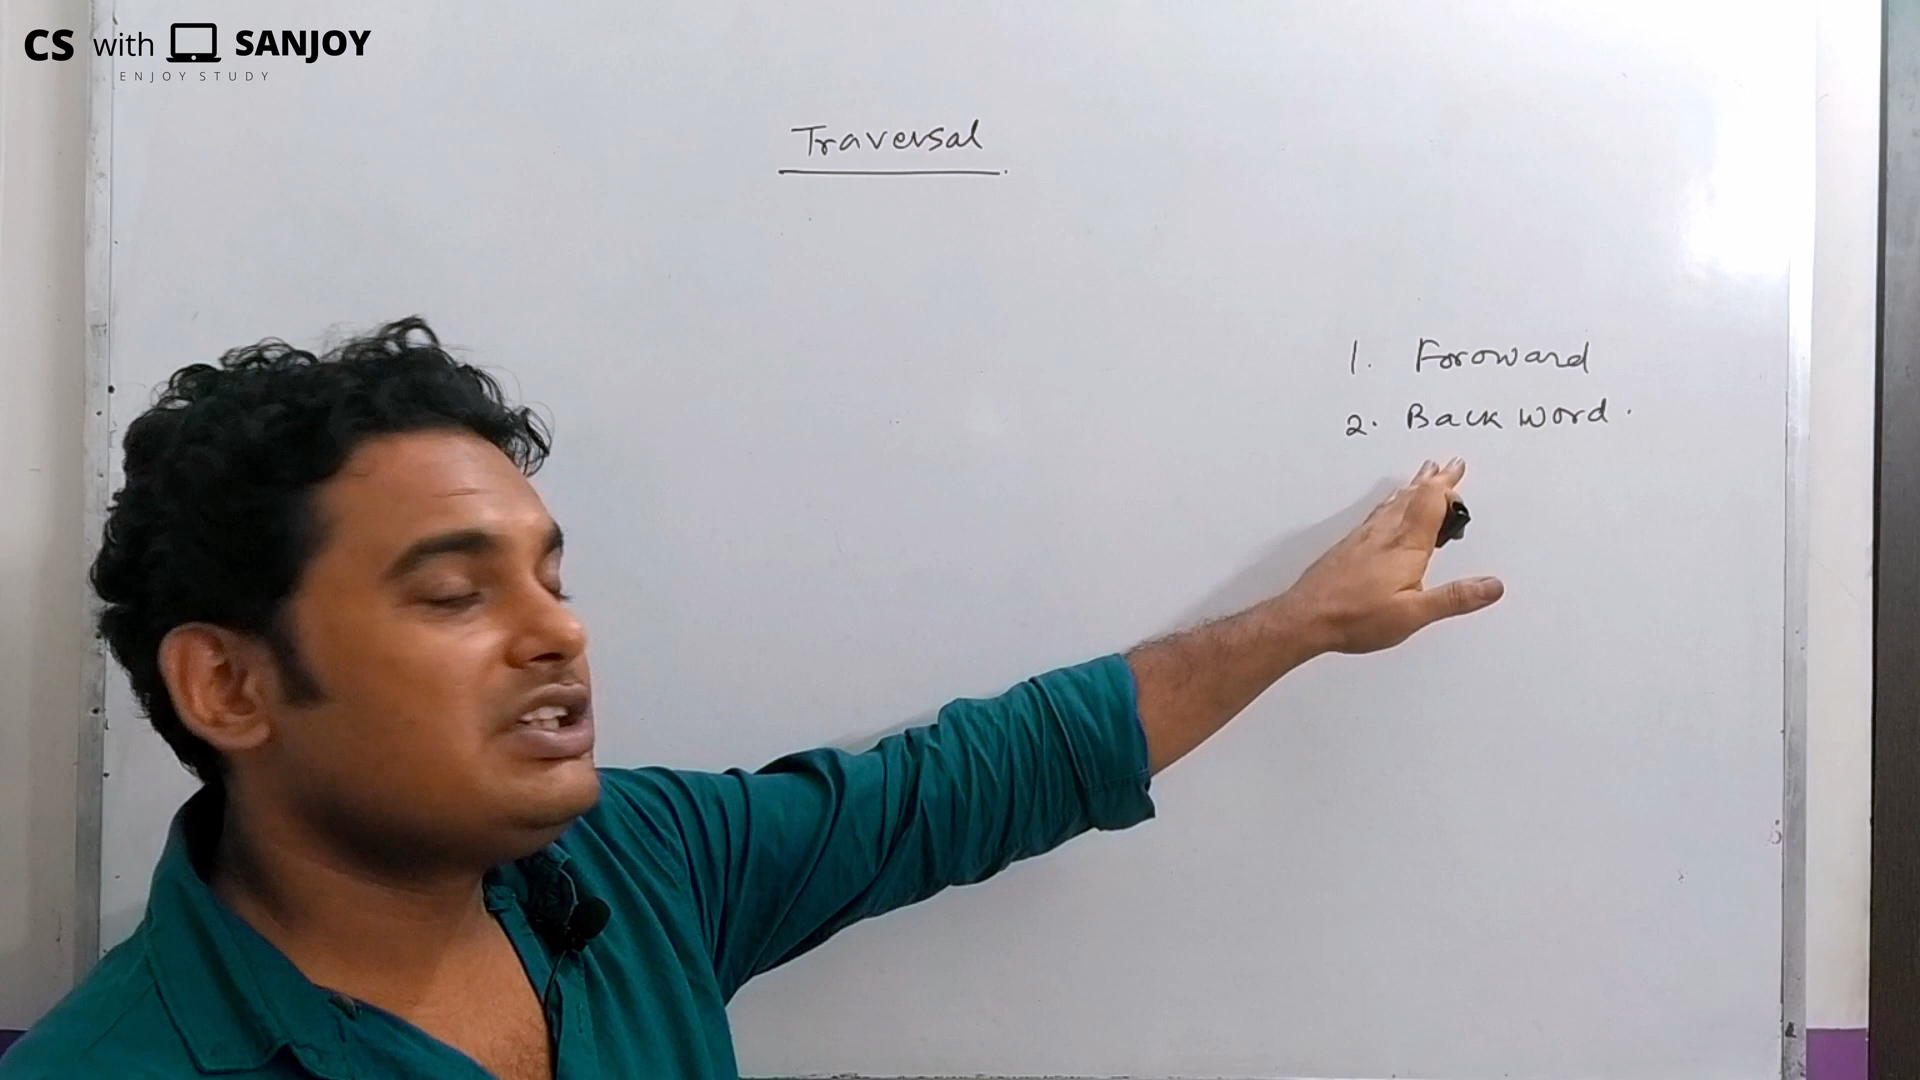 CS with SANJOY
ENJOY STUDY
Traversal
1. Foroward
2. Back word.